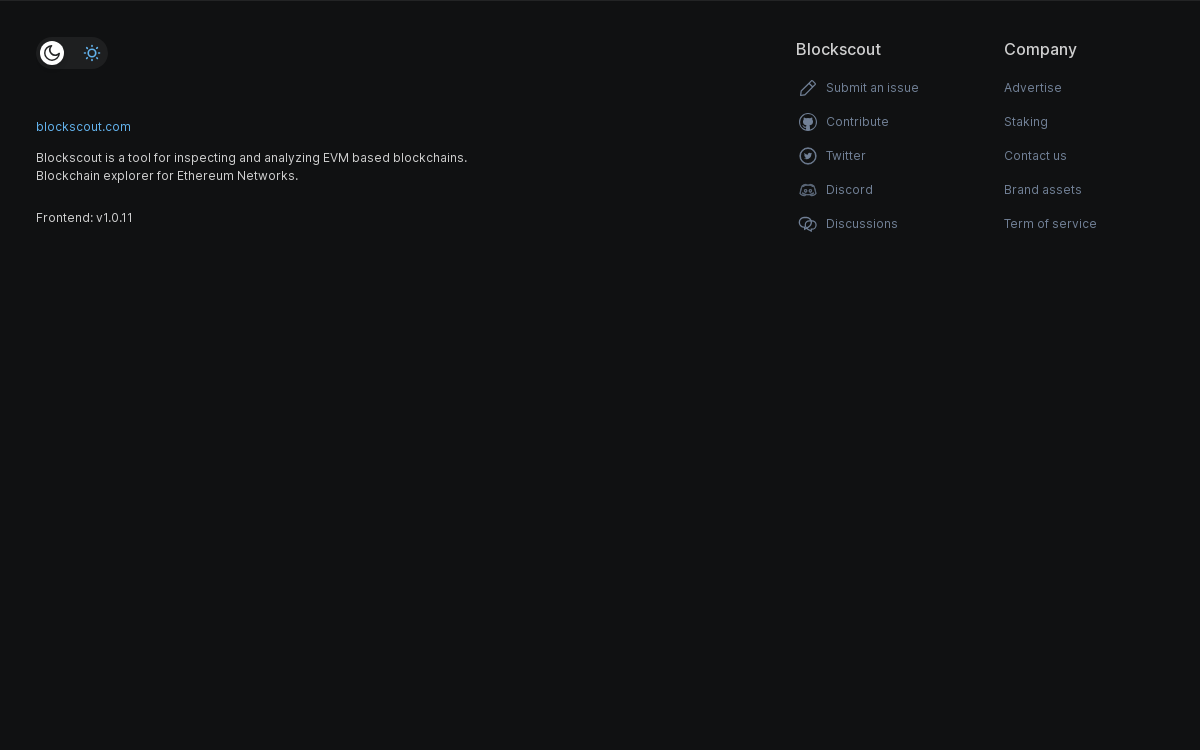 blockscout.com
Blockscout is a tool for inspecting and analyzing EVM based blockchains.
Blockchain explorer for Ethereum Networks.
Frontend: v1.0.11
Blockscout
Submit an issue
Contribute
Twitter
Discord
Discussions
Company
Advertise
Staking
Contact us
Brand assets
Term of service